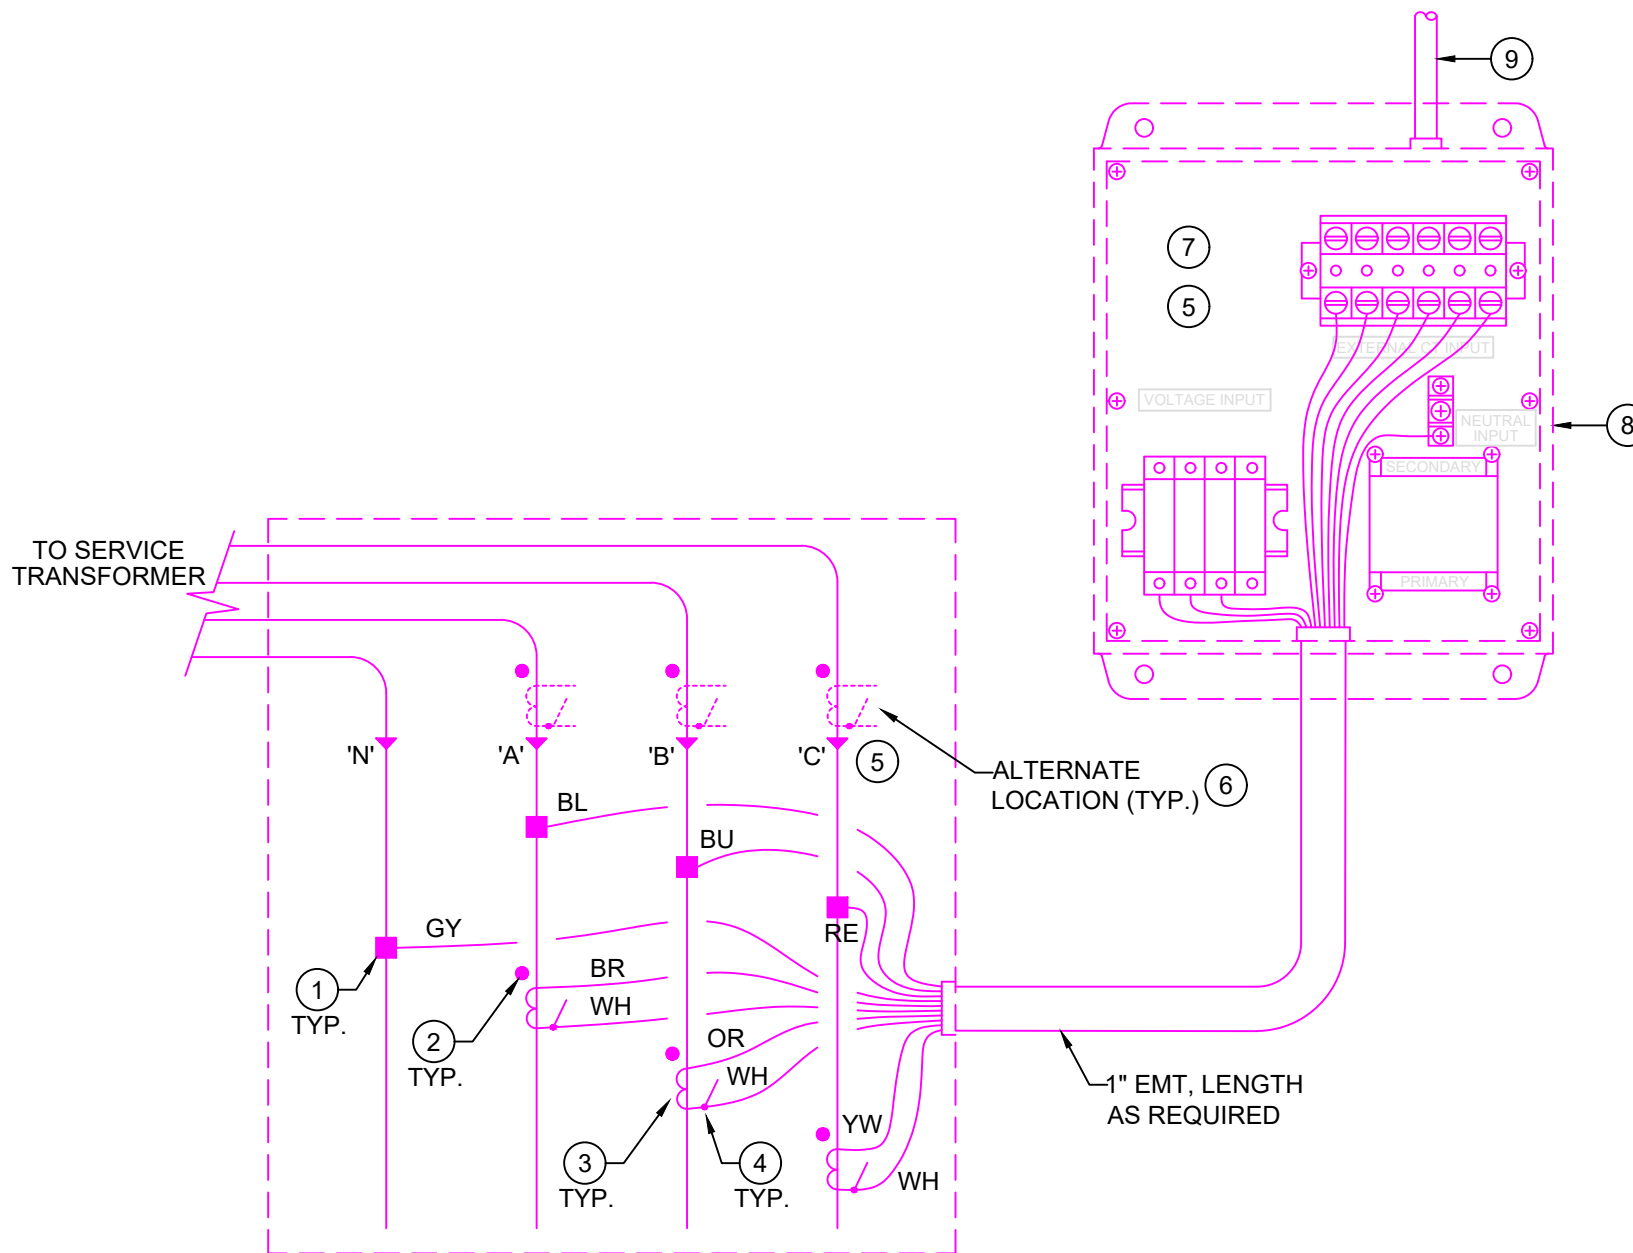 9
7
5
EXTERNAL CT INPUT
VOLTAGE INPUT
NEUTRAL
INPUT
8
SECONDARY
PRIMARY
TO SERVICE
TRANSFORMER
'N'
'A'
'B'
'C'
5
ALTERNATE
LOCATION (TYP.)
6
BL
BU
RE
GY
BR
WH
1
TYP.
2
TYP.
OR
WH
3
TYP.
4
TYP.
YW
WH
1" EMT, LENGTH
AS REQUIRED